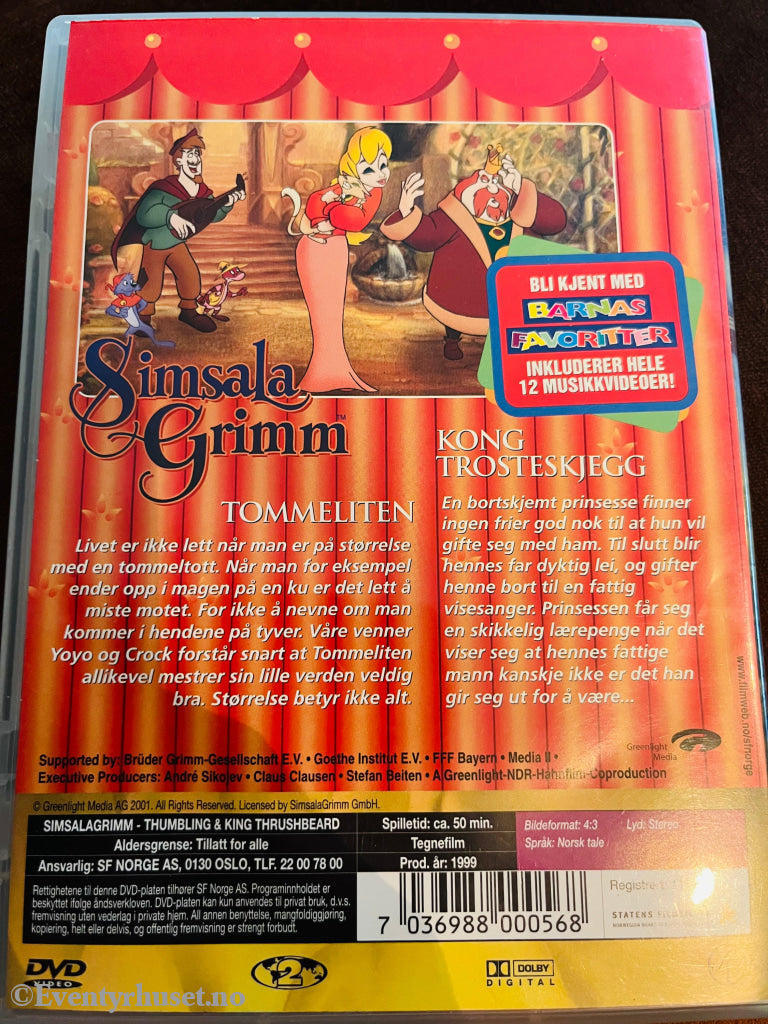 BLI KJENT MED
BARNAS
FAVORITTER
INKLUDERER HELE
12 MUSIKKVIDEOER!
Simsala
Grimm™
TOMMELITEN
Livet er ikke lett når man er på størrelse
med en tommeltott. Når man for eksempel
ender opp i magen på en ku er det lett å
miste motet. For ikke å nevne om man
kommer i hendene på tyver. Våre venner
Yoyo og Crock forstår snart at Tommeliten
allikevel mestrer sin lille verden veldig
bra. Størrelse betyr ikke alt.
KONG
TROSTESKJEGG
En bortskjemt prinsesse finner
ingen frier god nok til at hun vil
gifte seg med ham. Til slutt blir
hennes far dyktig lei, og gifter
henne bort til en fattig
visesanger. Prinsessen får seg
en skikkelig lærepenge når det
viser seg at hennes fattige
mann kanskje ikke er det han
gir seg ut for å være...
www.filmweb.no/sfnorge
Greenlight
Media
Supported by: Brüder Grimm-Gesellschaft E.V. • Goethe Institut E.V. • FFF Bayern • Media II •
Executive Producers: André Sikojev • Claus Clausen • Stefan Beiten • A Greenlight-NDR-Hahnfilm-Coproduction
© Greenlight Media AG 2001. All Rights Reserved. Licensed by SimsalaGrimm GmbH.
SIMSALAGRIMM - THUMBLING & KING THRUSHBEARD
Aldersgrense: Tillatt for alle
Ansvarlig: SF NORGE AS, 0130 OSLO, TLF. 22 00 78 00
Spilletid: ca. 50 min.
Tegnefilm
Prod. år: 1999
Bildeformat: 4:3 Lyd: Stereo
Språk: Norsk tale
Rettighetene til denne DVD-platen tilhører SF Norge AS. Programinnholdet er
beskyttet ifølge åndsverkloven. DVD-platen kan kun anvendes til privat bruk, d.v.s.
fremvisning uten vederlag i private hjem. All annen benyttelse, mangfoldiggjøring,
kopiering, helt eller delvis, og offentlig fremvisning er strengt forbudt.
7 036988 000568
STATENS
DVD
VIDEO
2
DOLBY
DIGITAL
©Eventyrhuset.no